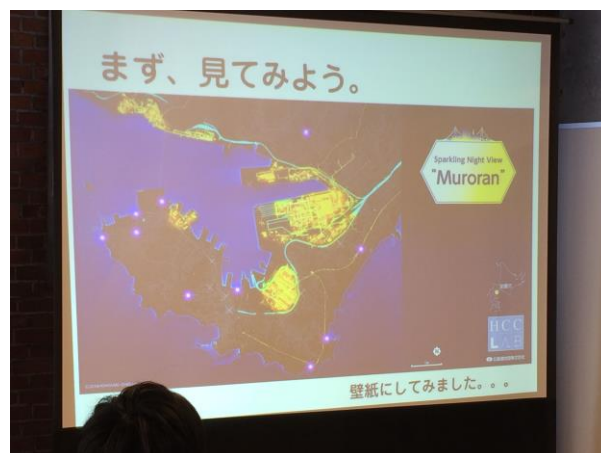 まず、見てみよう。
Sparkling Night View
"Muroran"
HCC
LAB
壁紙にしてみました。。。